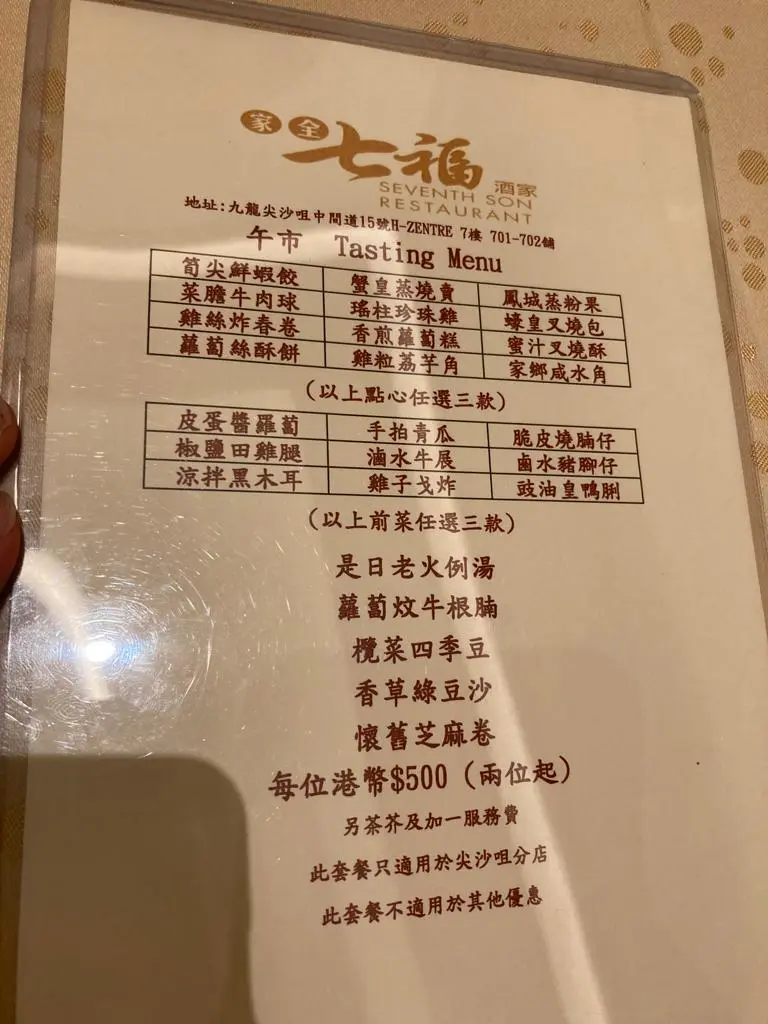 家全七福酒家
SEVENTH SON
RESTAURANT
地址:九龍尖沙咀中間道15號H-ZENTRE 7樓 701-702舖
午市 Tasting Menu
筍尖鮮蝦餃 蟹皇蒸燒賣 鳳城蒸粉果
菜膽牛肉球 瑤柱珍珠雞 蠔皇叉燒包
雞絲炸春卷 香煎蘿蔔糕 蜜汁叉燒酥
蘿蔔絲酥餅 雞粒荔芋角 家鄉咸水角
(以上點心任選三款)
皮蛋醬蘿蔔 手拍青瓜 脆皮燒腩仔
椒鹽田雞腿 滷水牛展 鹵水豬腳仔
涼拌黑木耳 雞子戈炸 豉油皇鴨脷
(以上前菜任選三款)
是日老火例湯
蘿蔔炆牛根腩
欖菜四季豆
香草綠豆沙
懷舊芝麻卷
每位港幣$500 (兩位起)
另茶芥及加一服務費
此套餐只適用於尖沙咀分店
此套餐不適用於其他優惠